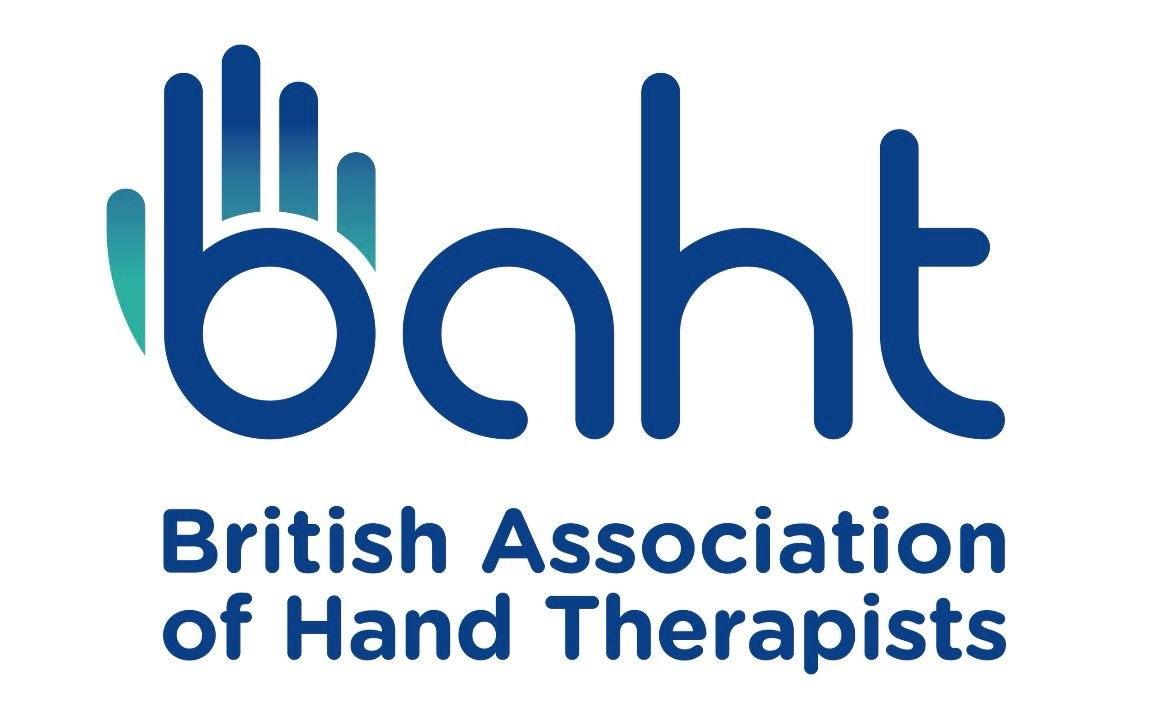 baht
British Association
of Hand Therapists